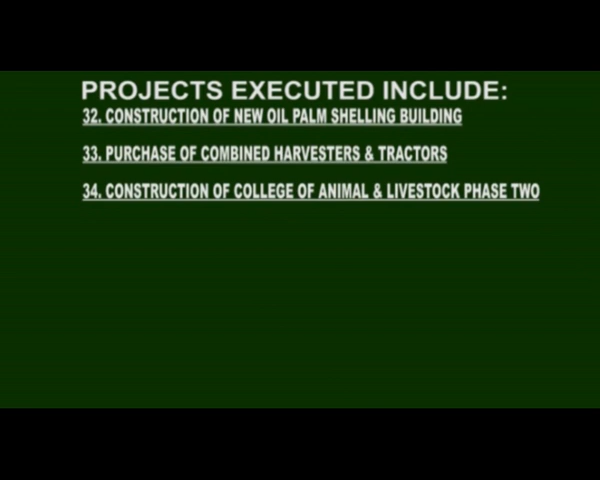 PROJECTS EXECUTED INCLUDE:
32. CONSTRUCTION OF NEW OIL PALM SHELLING BUILDING
33. PURCHASE OF COMBINED HARVESTERS & TRACTORS
34. CONSTRUCTION OF COLLEGE OF ANIMAL & LIVESTOCK PHASE TWO